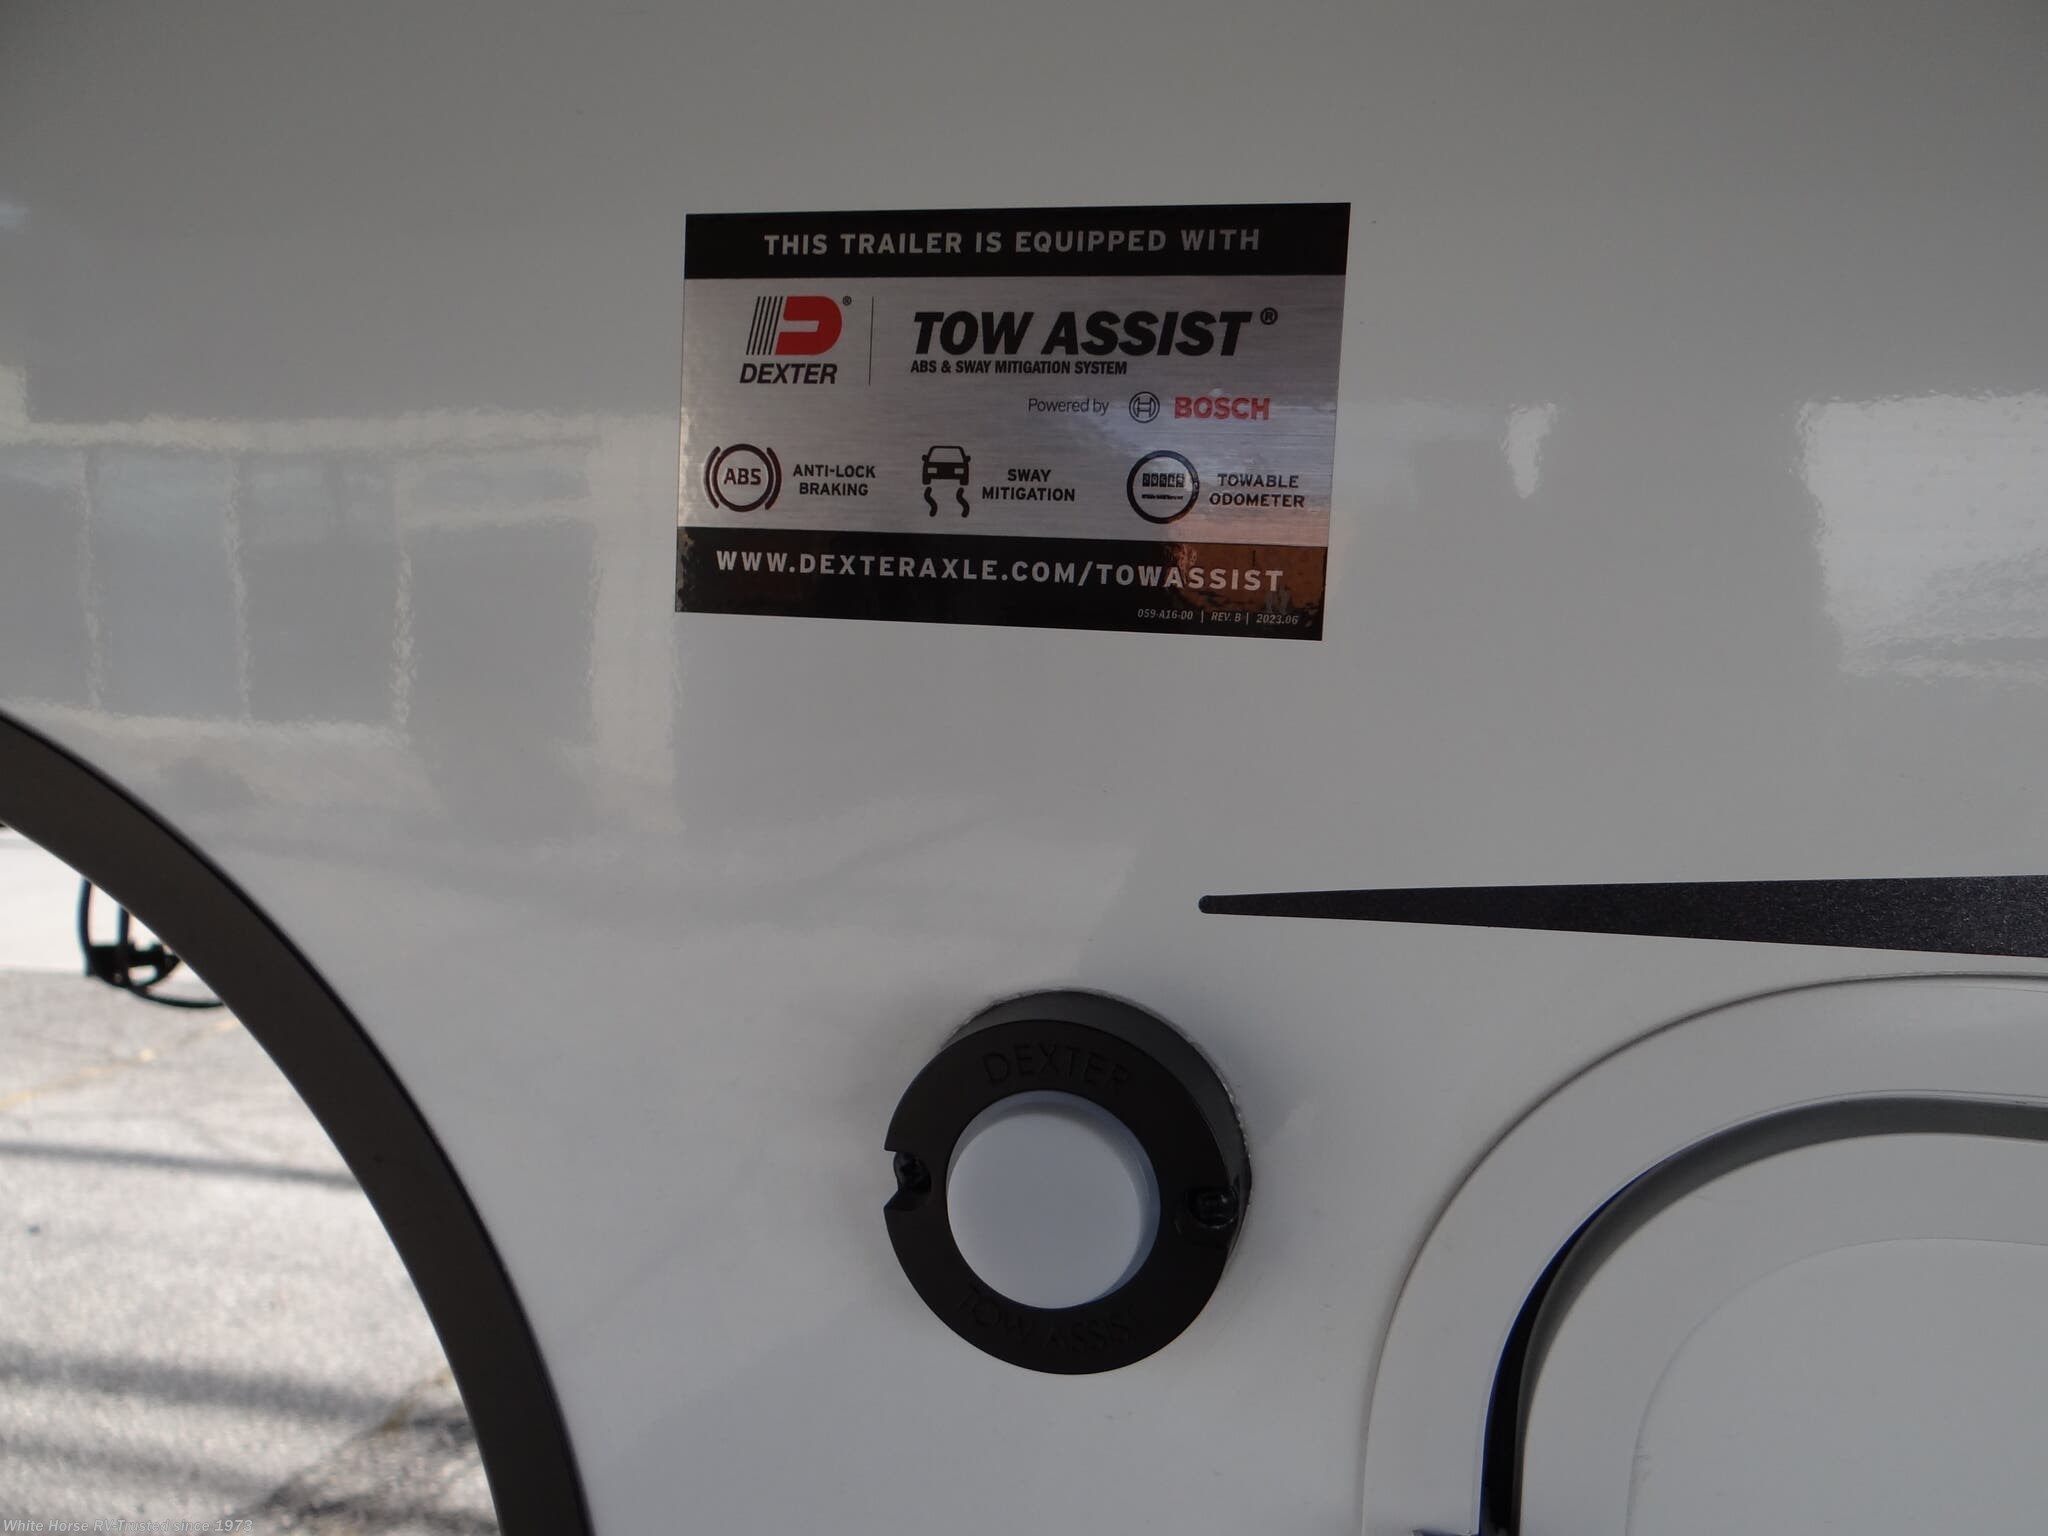 THIS TRAILER IS EQUIPPED WITH
DEXTER®
TOW ASSIST®
ABS & SWAY MITIGATION SYSTEM
Powered by BOSCH
ABS
ANTI-LOCK
BRAKING
SWAY
MITIGATION
TOWABLE
ODOMETER
WWW.DEXTERAXLE.COM/TOWASSIST
059-A16-00 | REV. B | 2023.06
DEXTER
TOW ASSIST
White Horse RV-Trusted since 1973